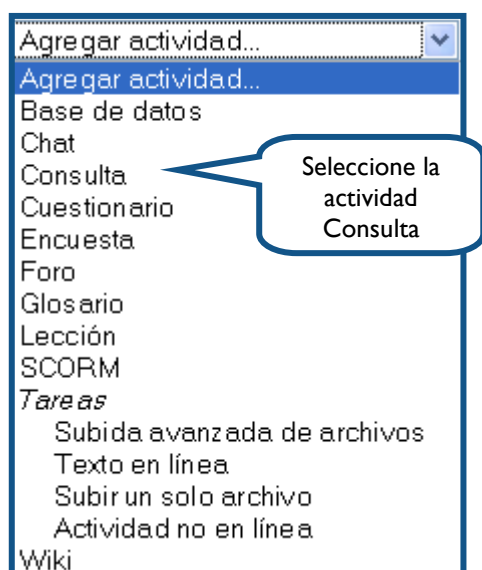 Agregar actividad...
Agregar actividad...
Base de datos
Chat
Consulta
Cuestionario
Encuesta
Foro
Glosario
Lección
SCORM
Tareas
Subida avanzada de archivos
Texto en línea
Subir un solo archivo
Actividad no en línea
Wiki
Seleccione la
actividad
Consulta